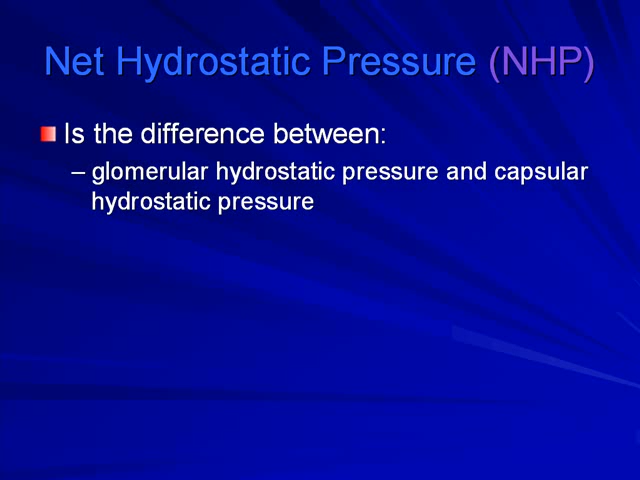 Net Hydrostatic Pressure (NHP)
Is the difference between:
– glomerular hydrostatic pressure and capsular
hydrostatic pressure